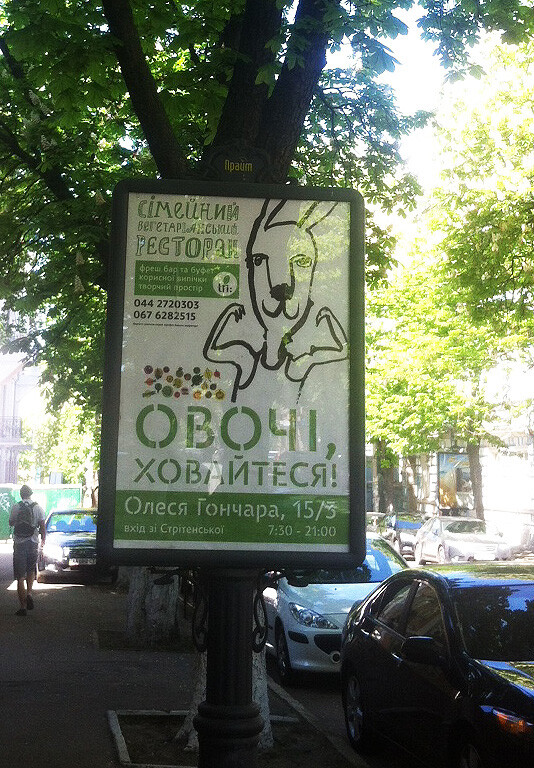 Прайт
сімейний
вегетаріанський
ресторан
фреш бар та буфет
корисної випічки
творчий простір
044 2720303
067 6282515
ОВОЧІ,
ХОВАЙТЕСЯ!
Олеся Гончара, 15/3
вхід зі Стрітенської 7:30 - 21:00